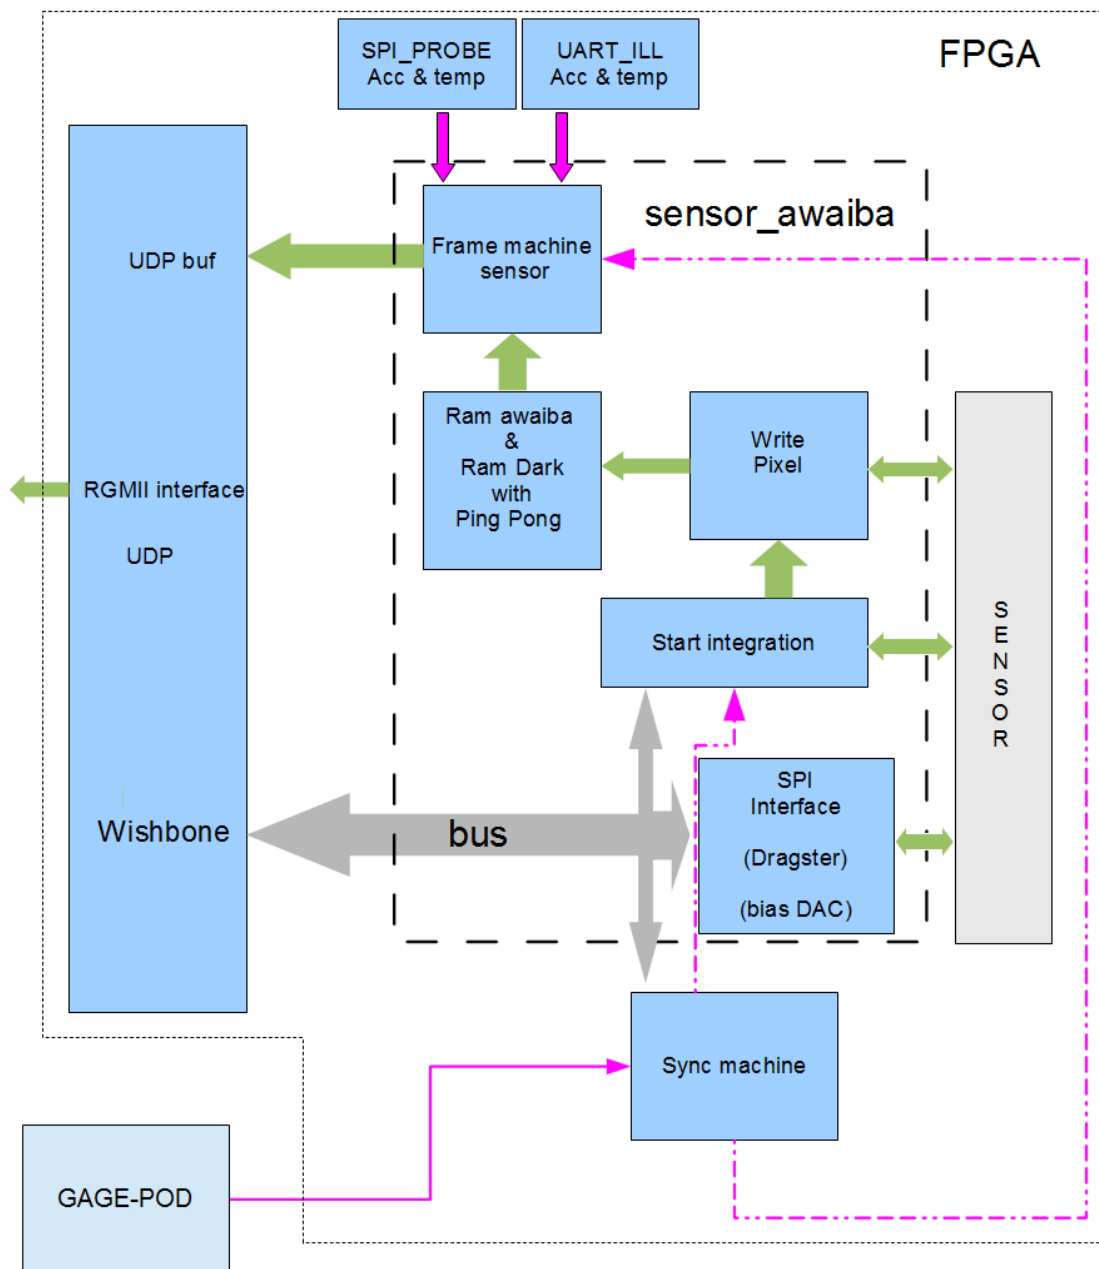 SPI_PROBE
Acc & temp
UART_ILL
Acc & temp
FPGA
sensor_awaiba
Frame machine
sensor
UDP buf
Ram awaiba
&
Ram Dark
with
Ping Pong
Write
Pixel
RGMII interface
UDP
Start integration
S
E
N
S
O
R
SPI
Interface
(Dragster)
(bias DAC)
Wishbone
bus
Sync machine
GAGE-POD